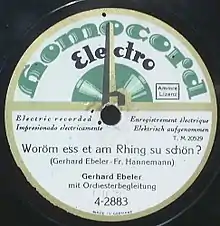 Homocord
Electro
Ammre
Lizenz
Electric recorded
Enregistrement électrique
Impresionado electricamente
Elektrisch aufgenommen
T. M. 20529
Woröm ess et am Rhing su schön?
(Gerhard Ebeler-Fr. Hannemann)
Gerhard Ebeler
mit Orchesterbegleitung
4-2883